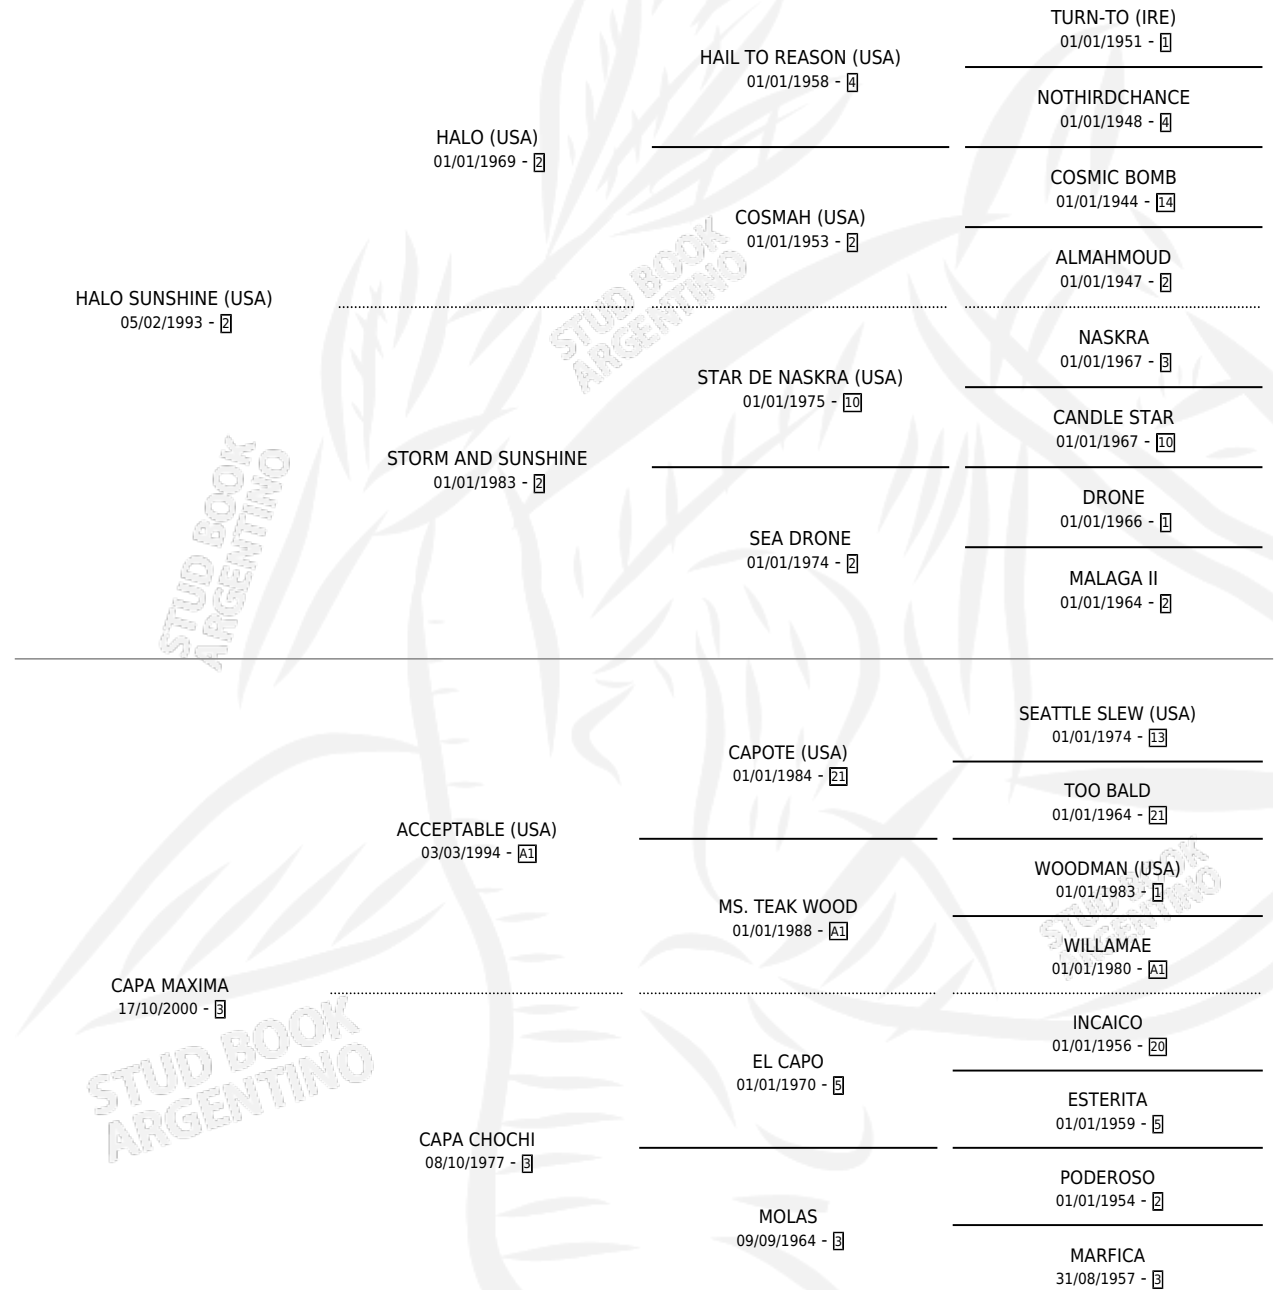 TURN-TO (IRE)
01/01/1951 - 1
HAIL TO REASON (USA)
01/01/1958 - 4
NOTHIRDCHANCE
01/01/1948 - 4
HALO (USA)
01/01/1969 - 2
COSMIC BOMB
01/01/1944 - 14
COSMAH (USA)
01/01/1953 - 2
ALMAHMOUD
01/01/1947 - 2
HALO SUNSHINE (USA)
05/02/1993 - 2
NASKRA
01/01/1967 - 3
STAR DE NASKRA (USA)
01/01/1975 - 10
CANDLE STAR
01/01/1967 - 10
STORM AND SUNSHINE
01/01/1983 - 2
DRONE
01/01/1966 - 1
SEA DRONE
01/01/1974 - 2
MALAGA II
01/01/1964 - 2
STUD BOOK
ARGENTINO
STUD BOOK
ARGENTINO
SEATTLE SLEW (USA)
01/01/1974 - 13
CAPOTE (USA)
01/01/1984 - 21
TOO BALD
01/01/1964 - 21
ACCEPTABLE (USA)
03/03/1994 - A1
WOODMAN (USA)
01/01/1983 - 1
MS. TEAK WOOD
01/01/1988 - A1
WILLAMAE
01/01/1980 - A1
CAPA MAXIMA
17/10/2000 - 3
INCAICO
01/01/1956 - 20
EL CAPO
01/01/1970 - 5
ESTERITA
01/01/1959 - 5
CAPA CHOCHI
08/10/1977 - 3
PODEROSO
01/01/1954 - 2
MOLAS
09/09/1964 - 3
MARFICA
31/08/1957 - 3
STUD BOOK
ARGENTINO
STUD BOOK
ARGENTINO